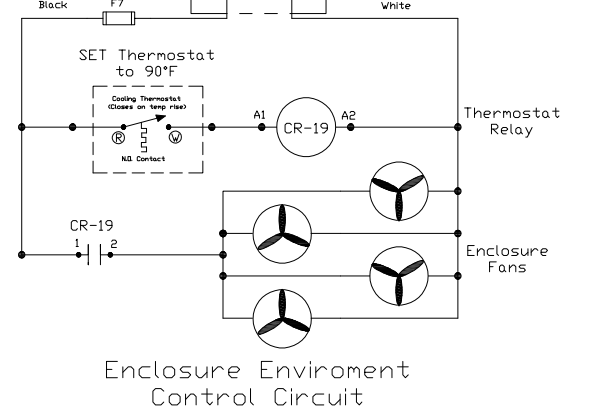 Black
F7
White
SET Thermostat
to 90°F
Cooling Thermostat
(Closes on temp rise)
R
W
N.O. Contact
A1
CR-19
A2
Thermostat
Relay
CR-19
1
2
Enclosure
Fans
Enclosure Enviroment
Control Circuit